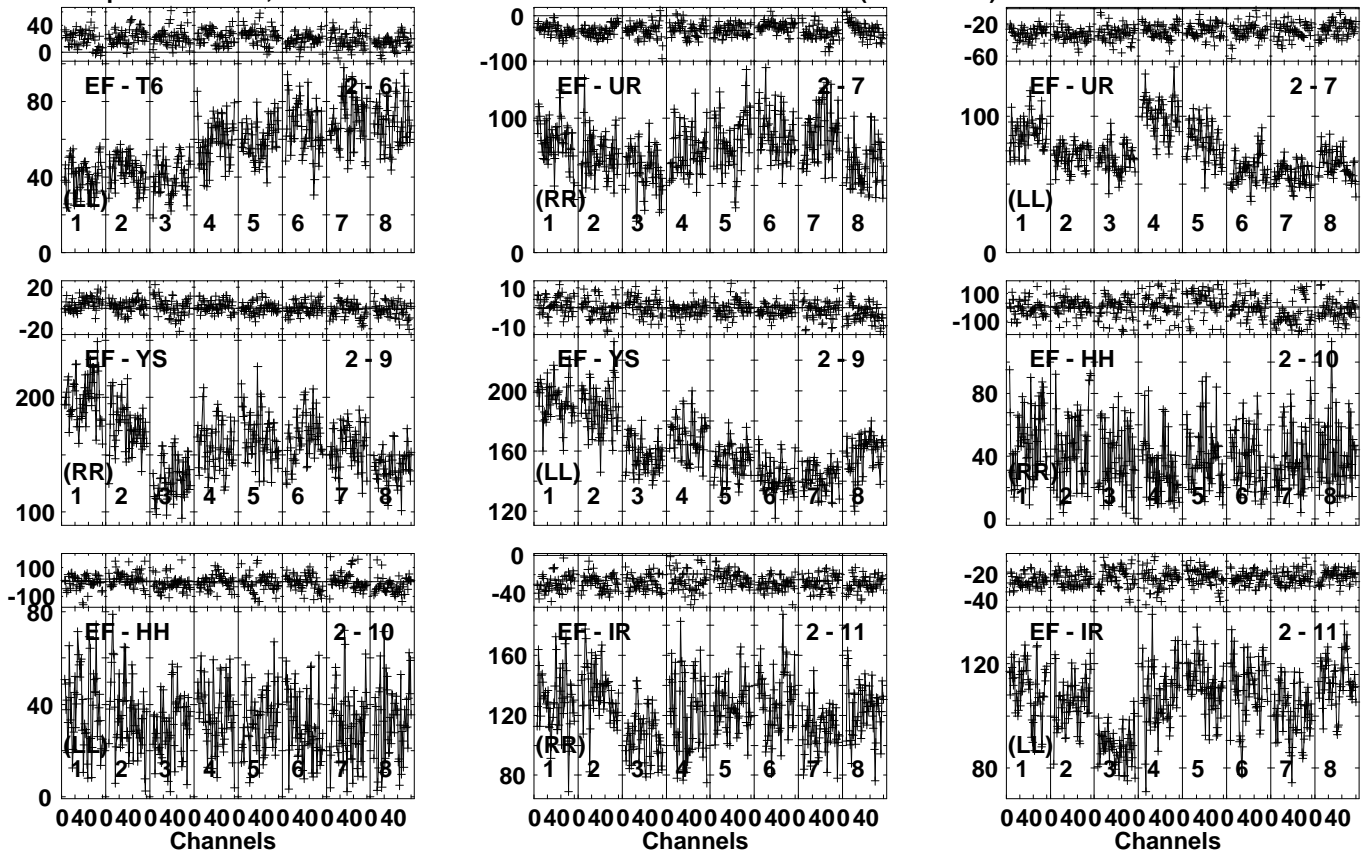 40 0 -20
0 -100 -60
EF - T6 2 - 6 EF - UR 2 - 7 EF - UR 2 - 7
80 100 100
40
(LL) (RR) (LL)
1 2 3 4 5 6 7 8 1 2 3 4 5 6 7 8 1 2 3 4 5 6 7 8
0 0 0
20 10 100
-20 -10 -100
EF - YS 2 - 9 EF - YS 2 - 9 EF - HH 2 - 10
200 200 80
160 40
(RR) (LL) (RR)
1 2 3 4 5 6 7 8 1 2 3 4 5 6 7 8 1 2 3 4 5 6 7 8
100 120 0
100 0 -20
-100 -40 -40
80
EF - HH 2 - 10 EF - IR 2 - 11 EF - IR 2 - 11
160 120
40 120
(LL) (RR) (LL)
1 2 3 4 5 6 7 8 1 2 3 4 5 6 7 8 1 2 3 4 5 6 7 8
0 80 80
0 40 0 40 0 40 0 40 0 40 0 40 0 40 0 40 0 40 0 40 0 40 0 40 0 40 0 40 0 40 0 40 0 40 0 40 0 40 0 40 0 40 0 40 0 40 0 40
Channels Channels Channels